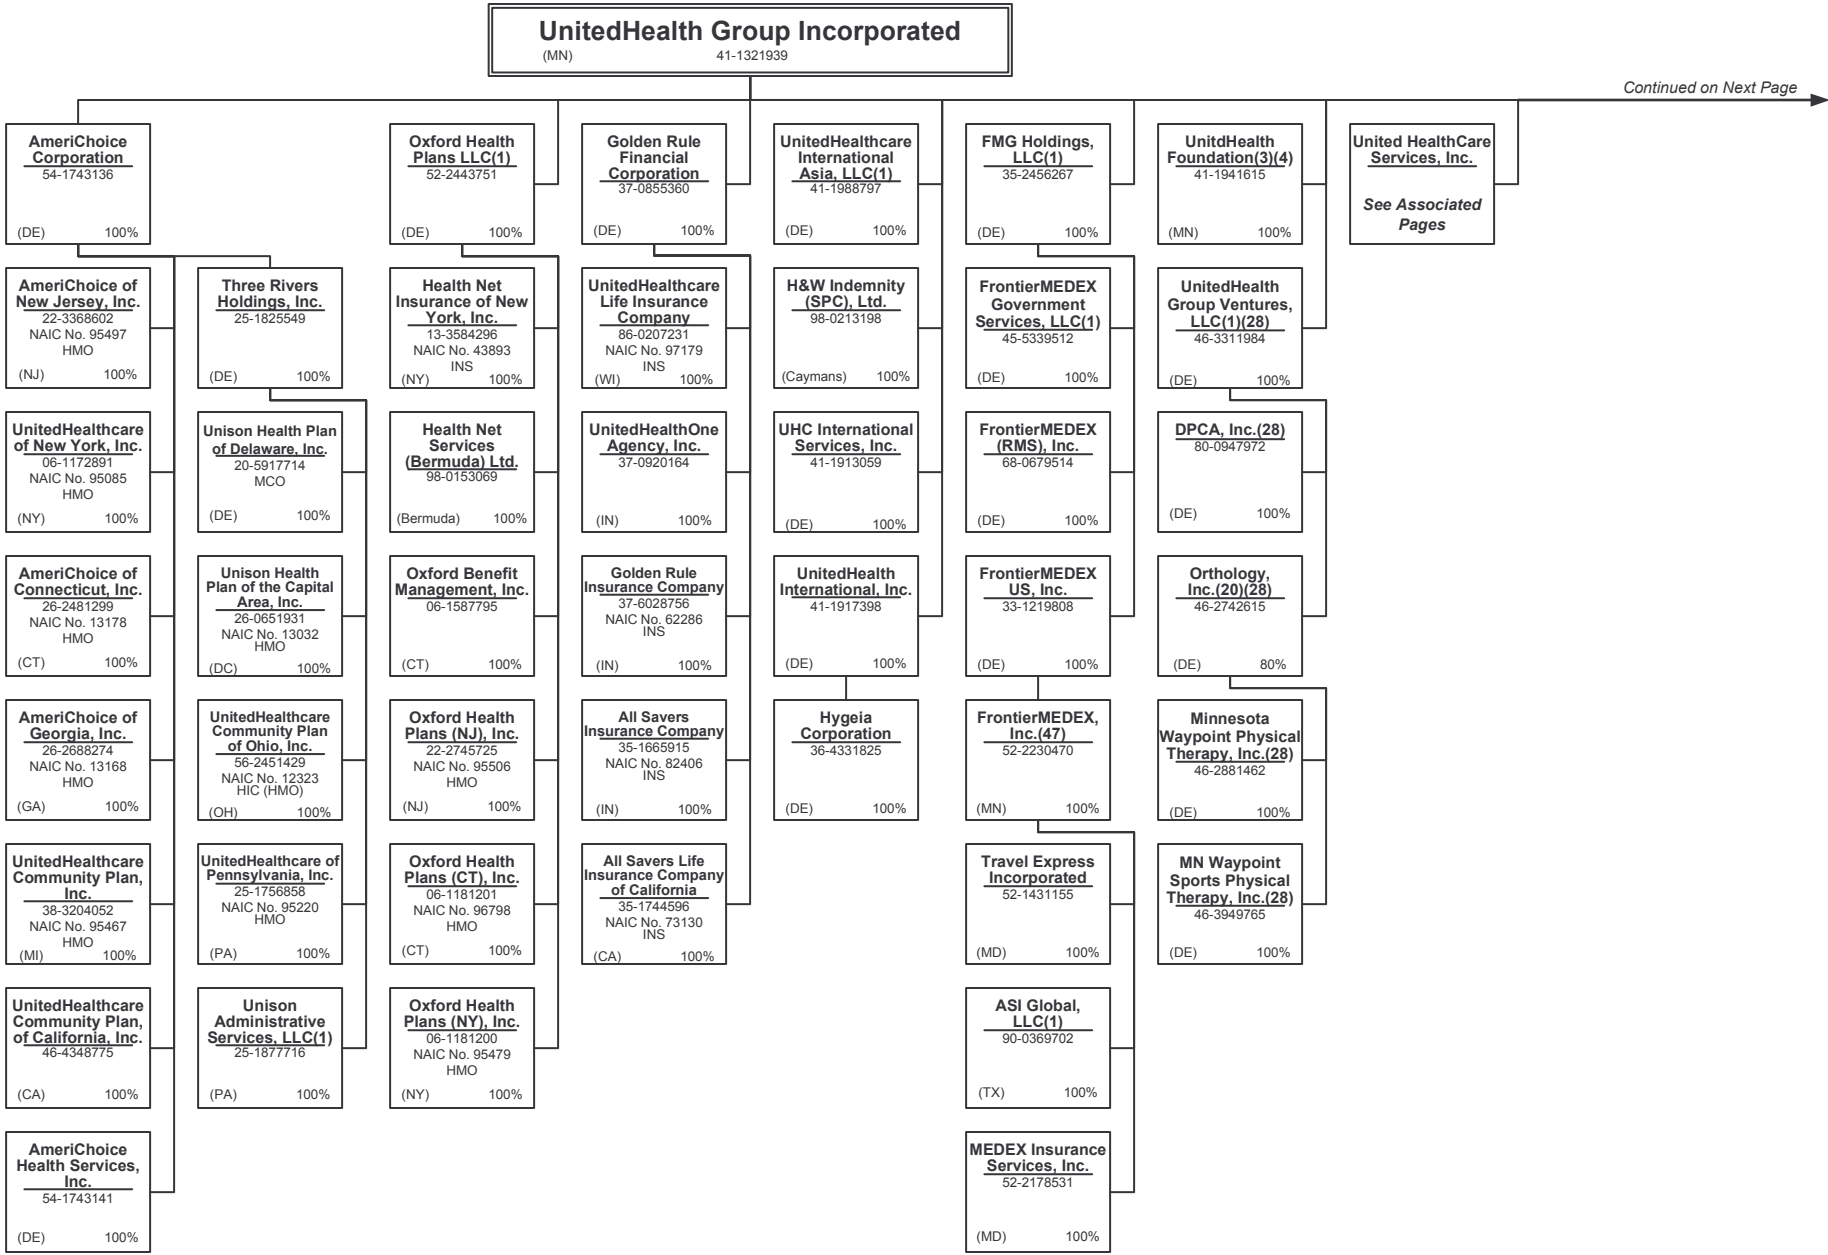 UnitedHealth Group Incorporated
(MN) 41-1321939
Continued on Next Page
AmeriChoice
Corporation
54-1743136
(DE) 100%
Oxford Health
Plans LLC(1)
52-2443751
(DE) 100%
Golden Rule
Financial
Corporation
37-0855360
(DE) 100%
UnitedHealthcare
International
Asia, LLC(1)
41-1988797
(DE) 100%
FMG Holdings,
LLC(1)
35-2456267
(DE) 100%
UnitdHealth
Foundation(3)(4)
41-1941615
(MN) 100%
United HealthCare
Services, Inc.
See Associated
Pages
AmeriChoice of
New Jersey, Inc.
22-3368602
NAIC No. 95497
HMO
(NJ) 100%
Three Rivers
Holdings, Inc.
25-1825549
(DE) 100%
Health Net
Insurance of New
York, Inc.
13-3584296
NAIC No. 43893
INS
(NY) 100%
UnitedHealthcare
Life Insurance
Company
86-0207231
NAIC No. 97179
INS
(WI) 100%
H&W Indemnity
(SPC), Ltd.
98-0213198
(Caymans) 100%
FrontierMEDEX
Government
Services, LLC(1)
45-5339512
(DE) 100%
UnitedHealth
Group Ventures,
LLC(1)(28)
46-3311984
(DE) 100%
UnitedHealthcare
of New York, Inc.
06-1172891
NAIC No. 95085
HMO
(NY) 100%
Unison Health Plan
of Delaware, Inc.
20-5917714
MCO
(DE) 100%
Health Net
Services
(Bermuda) Ltd.
98-0153069
(Bermuda) 100%
UnitedHealthOne
Agency, Inc.
37-0920164
(IN) 100%
UHC International
Services, Inc.
41-1913059
(DE) 100%
FrontierMEDEX
(RMS), Inc.
68-0679514
(DE) 100%
DPCA, Inc.(28)
80-0947972
(DE) 100%
AmeriChoice of
Connecticut, Inc.
26-2481299
NAIC No. 13178
HMO
(CT) 100%
Unison Health
Plan of the Capital
Area, Inc.
26-0651931
NAIC No. 13032
HMO
(DC) 100%
Oxford Benefit
Management, Inc.
06-1587795
(CT) 100%
Golden Rule
Insurance Company
37-6028756
NAIC No. 62286
INS
(IN) 100%
UnitedHealth
International, Inc.
41-1917398
(DE) 100%
FrontierMEDEX
US, Inc.
33-1219808
(DE) 100%
Orthology,
Inc.(20)(28)
46-2742615
(DE) 80%
AmeriChoice of
Georgia, Inc.
26-2688274
NAIC No. 13168
HMO
(GA) 100%
UnitedHealthcare
Community Plan
of Ohio, Inc.
56-2451429
NAIC No. 12323
HIC (HMO)
(OH) 100%
Oxford Health
Plans (NJ), Inc.
22-2745725
NAIC No. 95506
HMO
(NJ) 100%
All Savers
Insurance Company
35-1665915
NAIC No. 82406
INS
(IN) 100%
Hygeia
Corporation
36-4331825
(DE) 100%
FrontierMEDEX,
Inc.(47)
52-2230470
(MN) 100%
Minnesota
Waypoint Physical
Therapy, Inc.(28)
46-2881462
(DE) 100%
UnitedHealthcare
Community Plan,
Inc.
38-3204052
NAIC No. 95467
HMO
(MI) 100%
UnitedHealthcare of
Pennsylvania, Inc.
25-1756858
NAIC No. 95220
HMO
(PA) 100%
Oxford Health
Plans (CT), Inc.
06-1181201
NAIC No. 96798
HMO
(CT) 100%
All Savers Life
Insurance Company
of California
35-1744596
NAIC No. 73130
INS
(CA) 100%
Travel Express
Incorporated
52-1431155
(MD) 100%
MN Waypoint
Sports Physical
Therapy, Inc.(28)
46-3949765
(DE) 100%
UnitedHealthcare
Community Plan,
of California, Inc.
46-4348775
(CA) 100%
Unison
Administrative
Services, LLC(1)
25-1877716
(PA) 100%
Oxford Health
Plans (NY), Inc.
06-1181200
NAIC No. 95479
HMO
(NY) 100%
ASI Global,
LLC(1)
90-0369702
(TX) 100%
AmeriChoice
Health Services,
Inc.
54-1743141
(DE) 100%
MEDEX Insurance
Services, Inc.
52-2178531
(MD) 100%